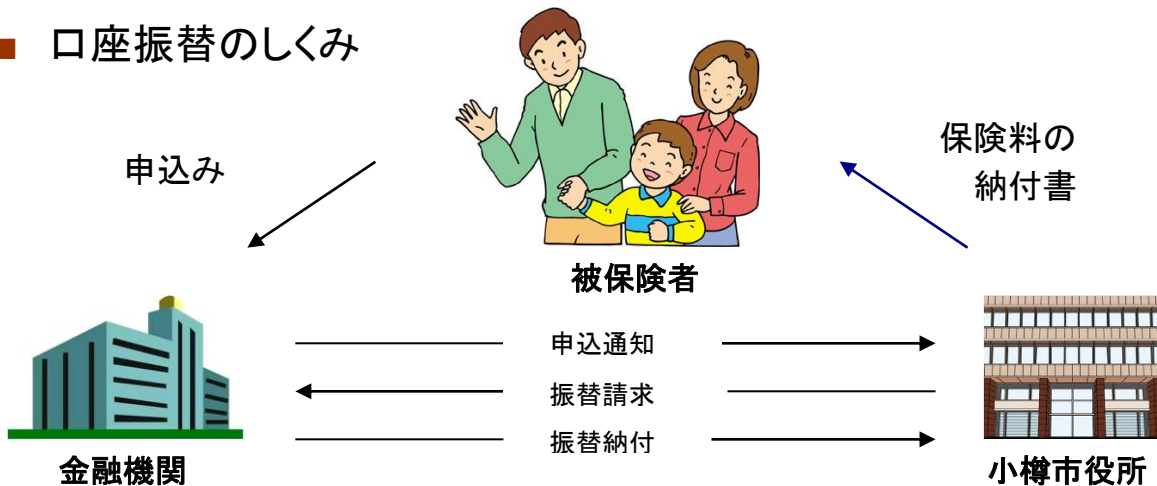 口座振替のしくみ
申込み
保険料の
納付書
被保険者
申込通知
振替請求
振替納付
金融機関
小樽市役所